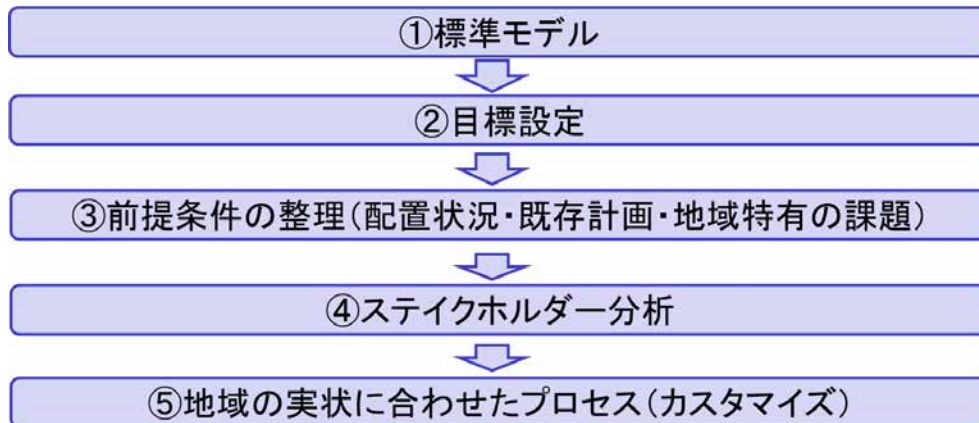 ①標準モデル
②目標設定
③前提条件の整理(配置状況・既存計画・地域特有の課題)
④ステイクホルダー分析
⑤地域の実状に合わせたプロセス(カスタマイズ)